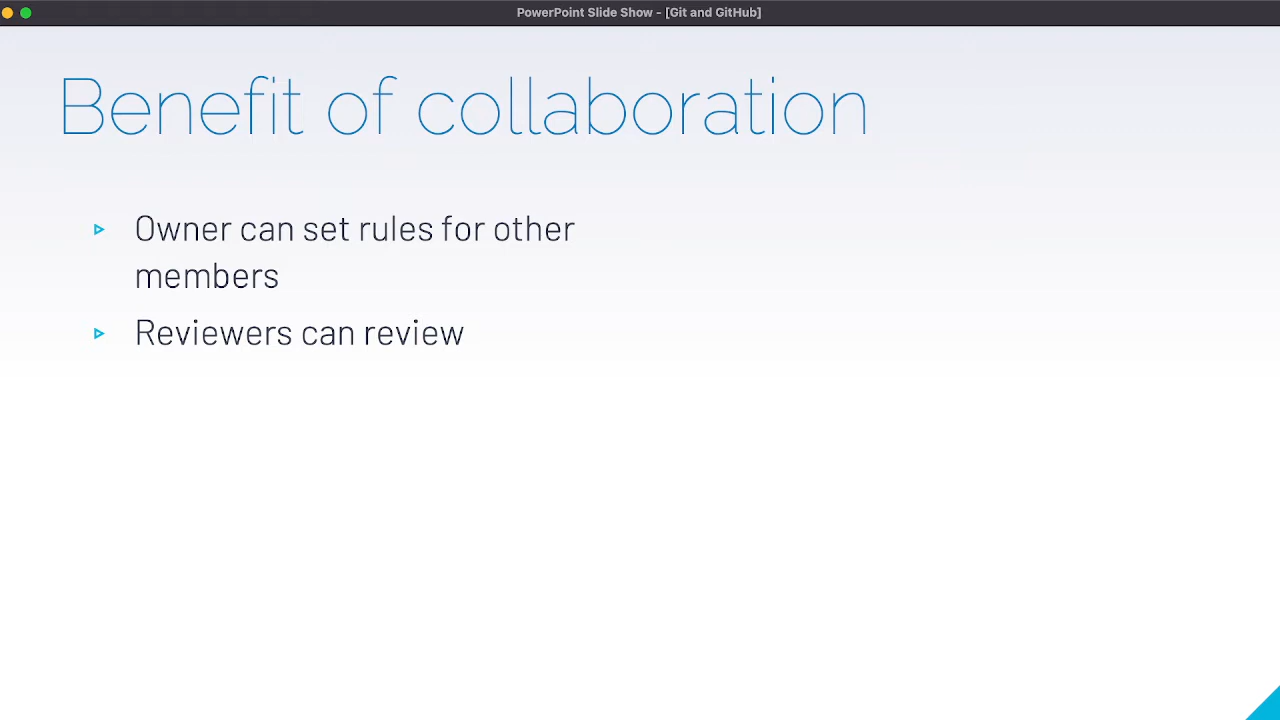 PowerPoint Slide Show - [Git and GitHub]
Benefit of collaboration
Owner can set rules for other
members
Reviewers can review